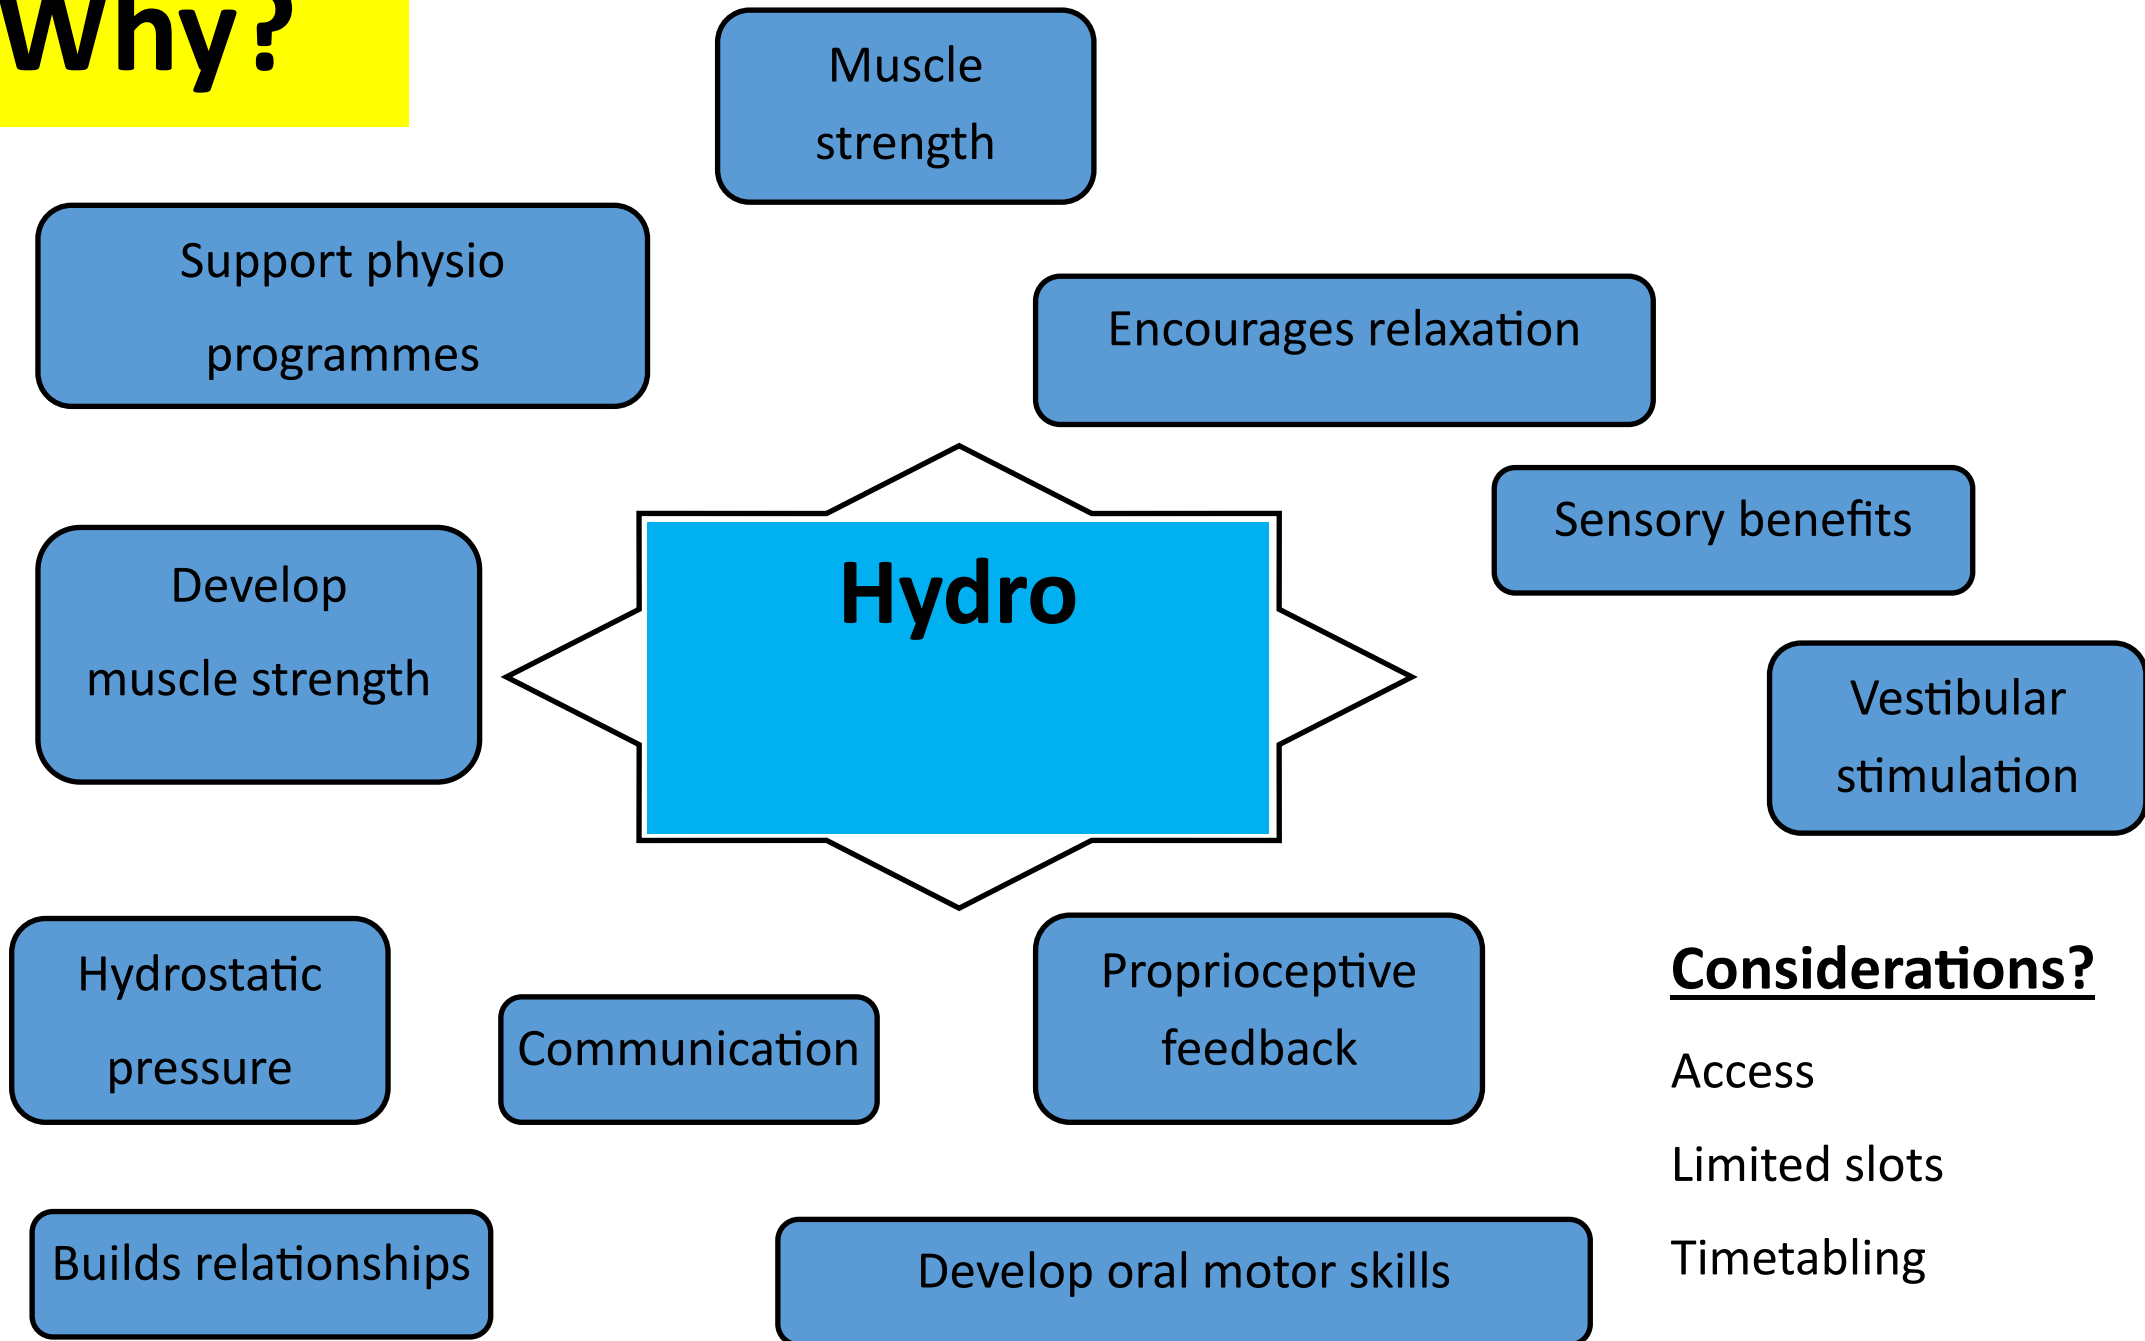 Why?
Muscle
strength
Support physio
programmes
Encourages relaxation
Sensory benefits
Hydro
Develop
muscle strength
Vestibular
stimulation
Hydrostatic
pressure
Communication
Proprioceptive
feedback
Considerations?
Access
Limited slots
Timetabling
Builds relationships
Develop oral motor skills